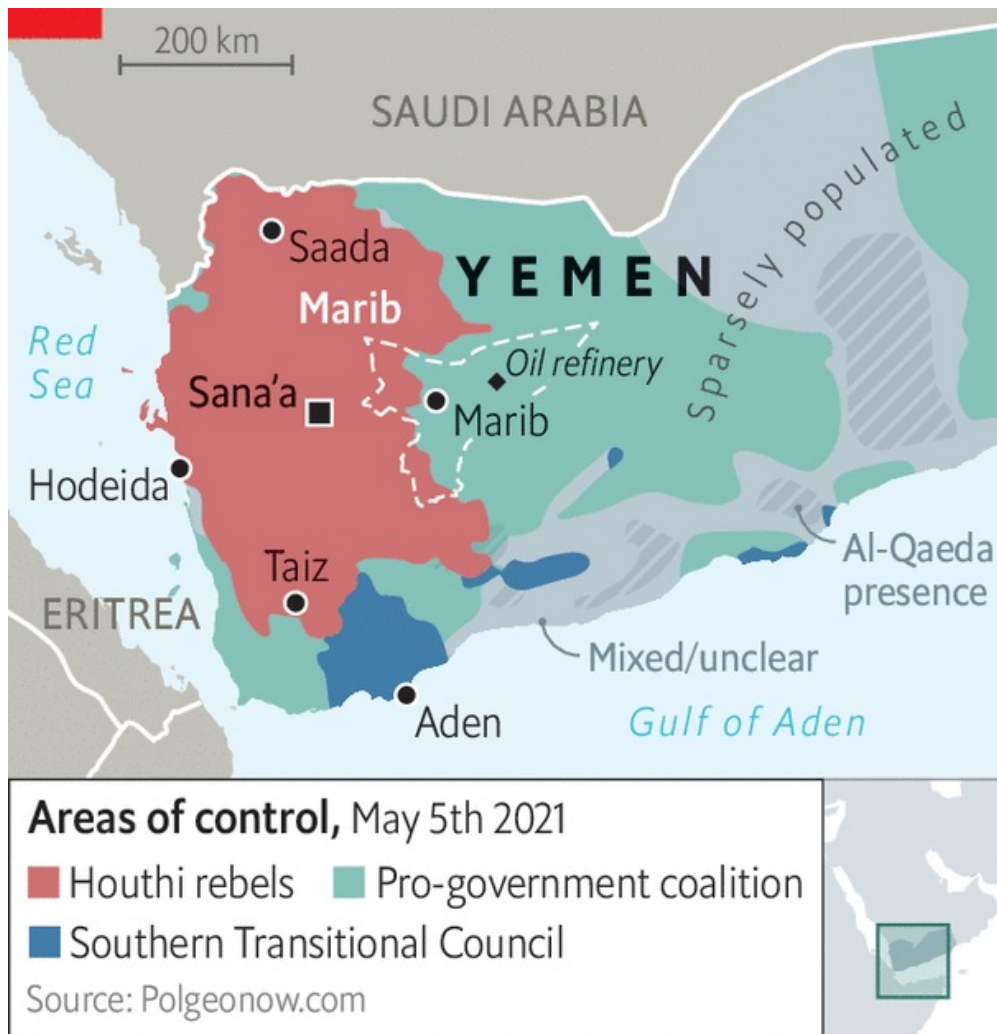 200 km
SAUDI ARABIA
Sparsely populated
Saada
YEMEN
Marib
Red
Sea
Oil refinery
Sana’a
Marib
Hodeida
Al-Qaeda
presence
Taiz
ERITREA
Mixed/unclear
Aden
Gulf of Aden
Areas of control, May 5th 2021
Houthi rebels
Pro-government coalition
Southern Transitional Council
Source: Polgeonow.com